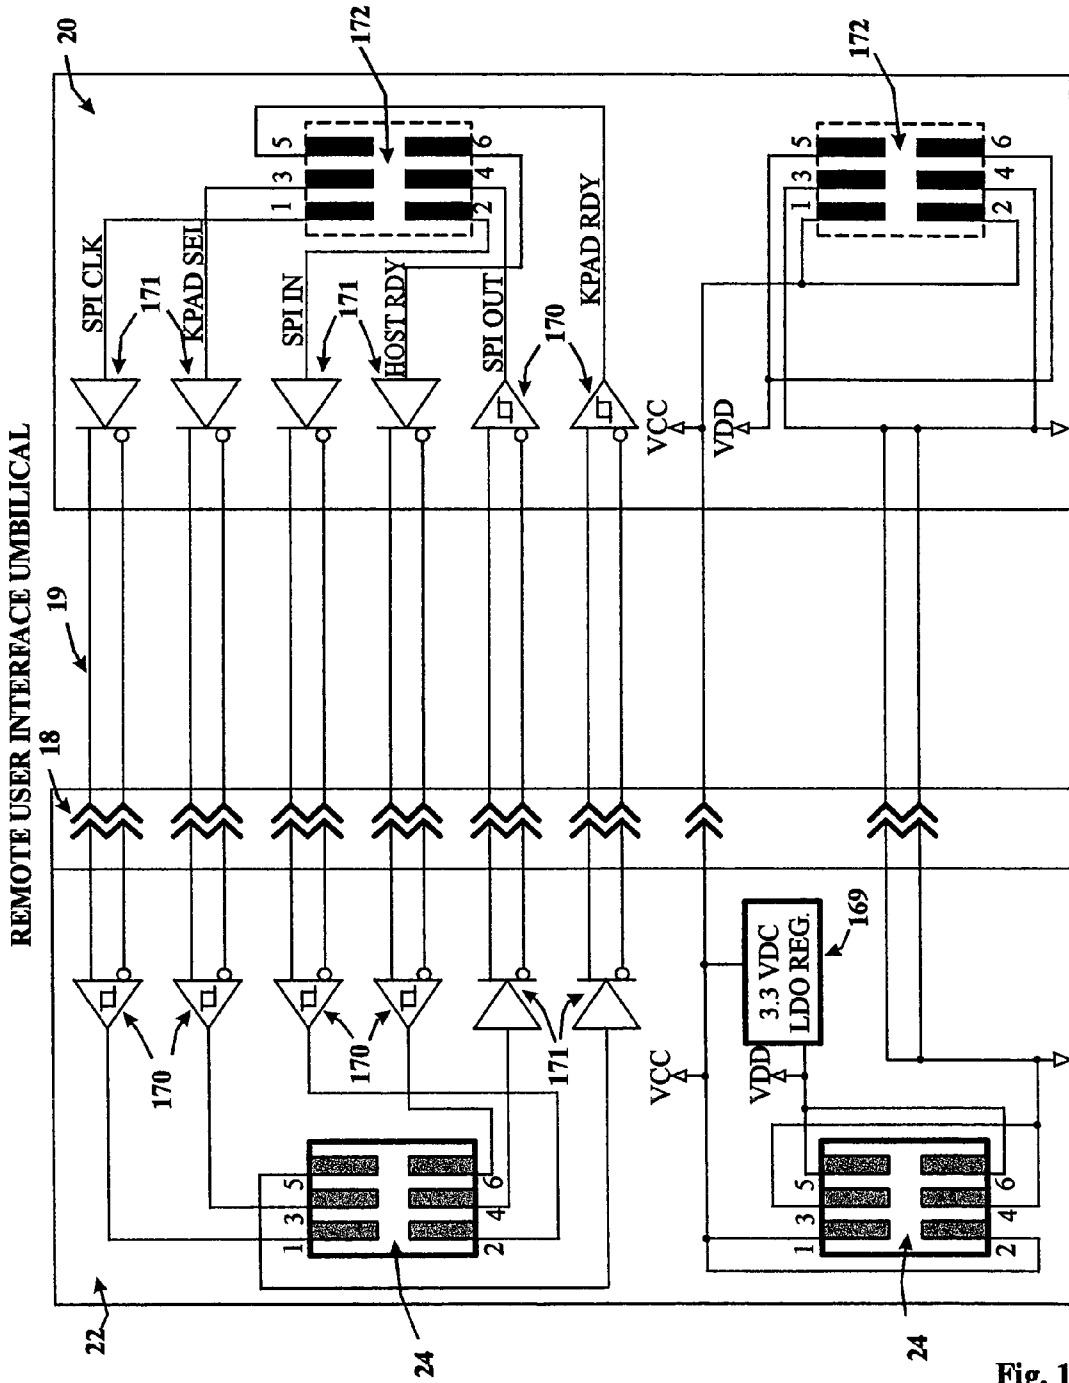 REMOTE USER INTERFACE UMBILICAL
20
172
172
5
3
1
6
4
2
5
3
1
6
4
2
SPI CLK
KPAD SEL
SPI IN
HOST RDY
SPI OUT
KPAD RDY
171
171
170
VCC
VDD
19
18
3.3 VDC
LDO REG.
169
170
170
171
VCC
VDD
5
3
1
6
4
2
5
3
1
6
4
2
22
24
24
Fig. 1